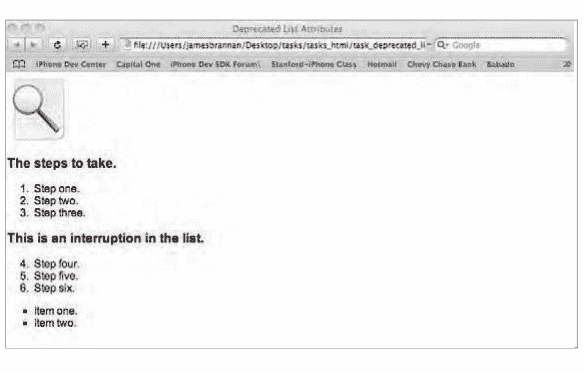 Deprecated List Attributes
file:///Users/jamesbrannan/Desktop/tasks/tasks_html/task_deprecated_li
Google
iPhone Dev Center Capital One iPhone Dev SDK Forum! Stanford-iPhone Class Hotmail Chevy Chase Bank Babado
The steps to take.
1. Step one.
2. Step two.
3. Step three.
This is an interruption in the list.
4. Step four.
5. Step five.
6. Step six.
▪ Item one.
▪ Item two.